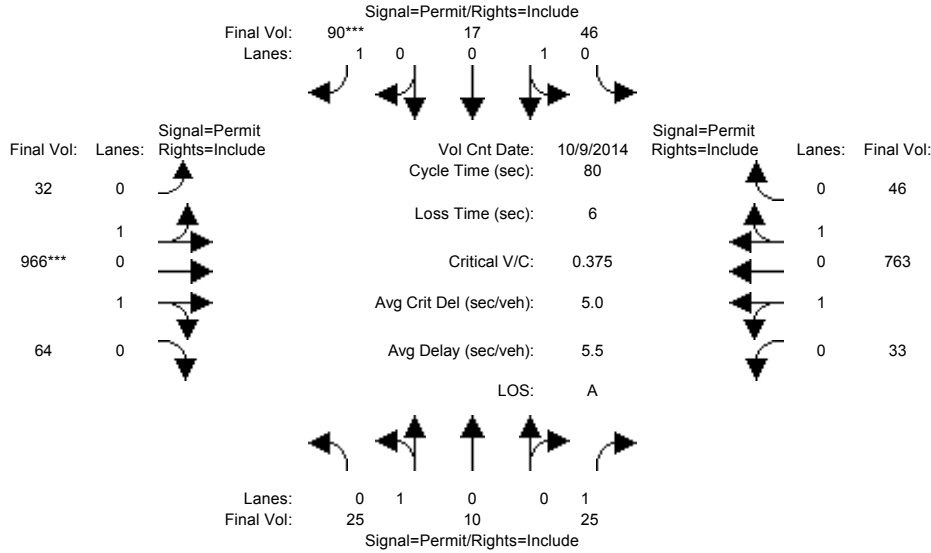 Signal=Permit/Rights=Include
Final Vol: 90*** 17 46
Lanes: 1 0 0 1 0
Signal=Permit Signal=Permit
Final Vol: Lanes: Rights=Include Vol Cnt Date: 10/9/2014 Rights=Include Lanes: Final Vol:
Cycle Time (sec): 80
32 0 0 46
Loss Time (sec): 6
1 1
966*** 0 Critical V/C: 0.375 0 763
1 Avg Crit Del (sec/veh): 5.0 1
64 0 Avg Delay (sec/veh): 5.5 0 33
LOS: A
Lanes: 0 1 0 0 1
Final Vol: 25 10 25
Signal=Permit/Rights=Include